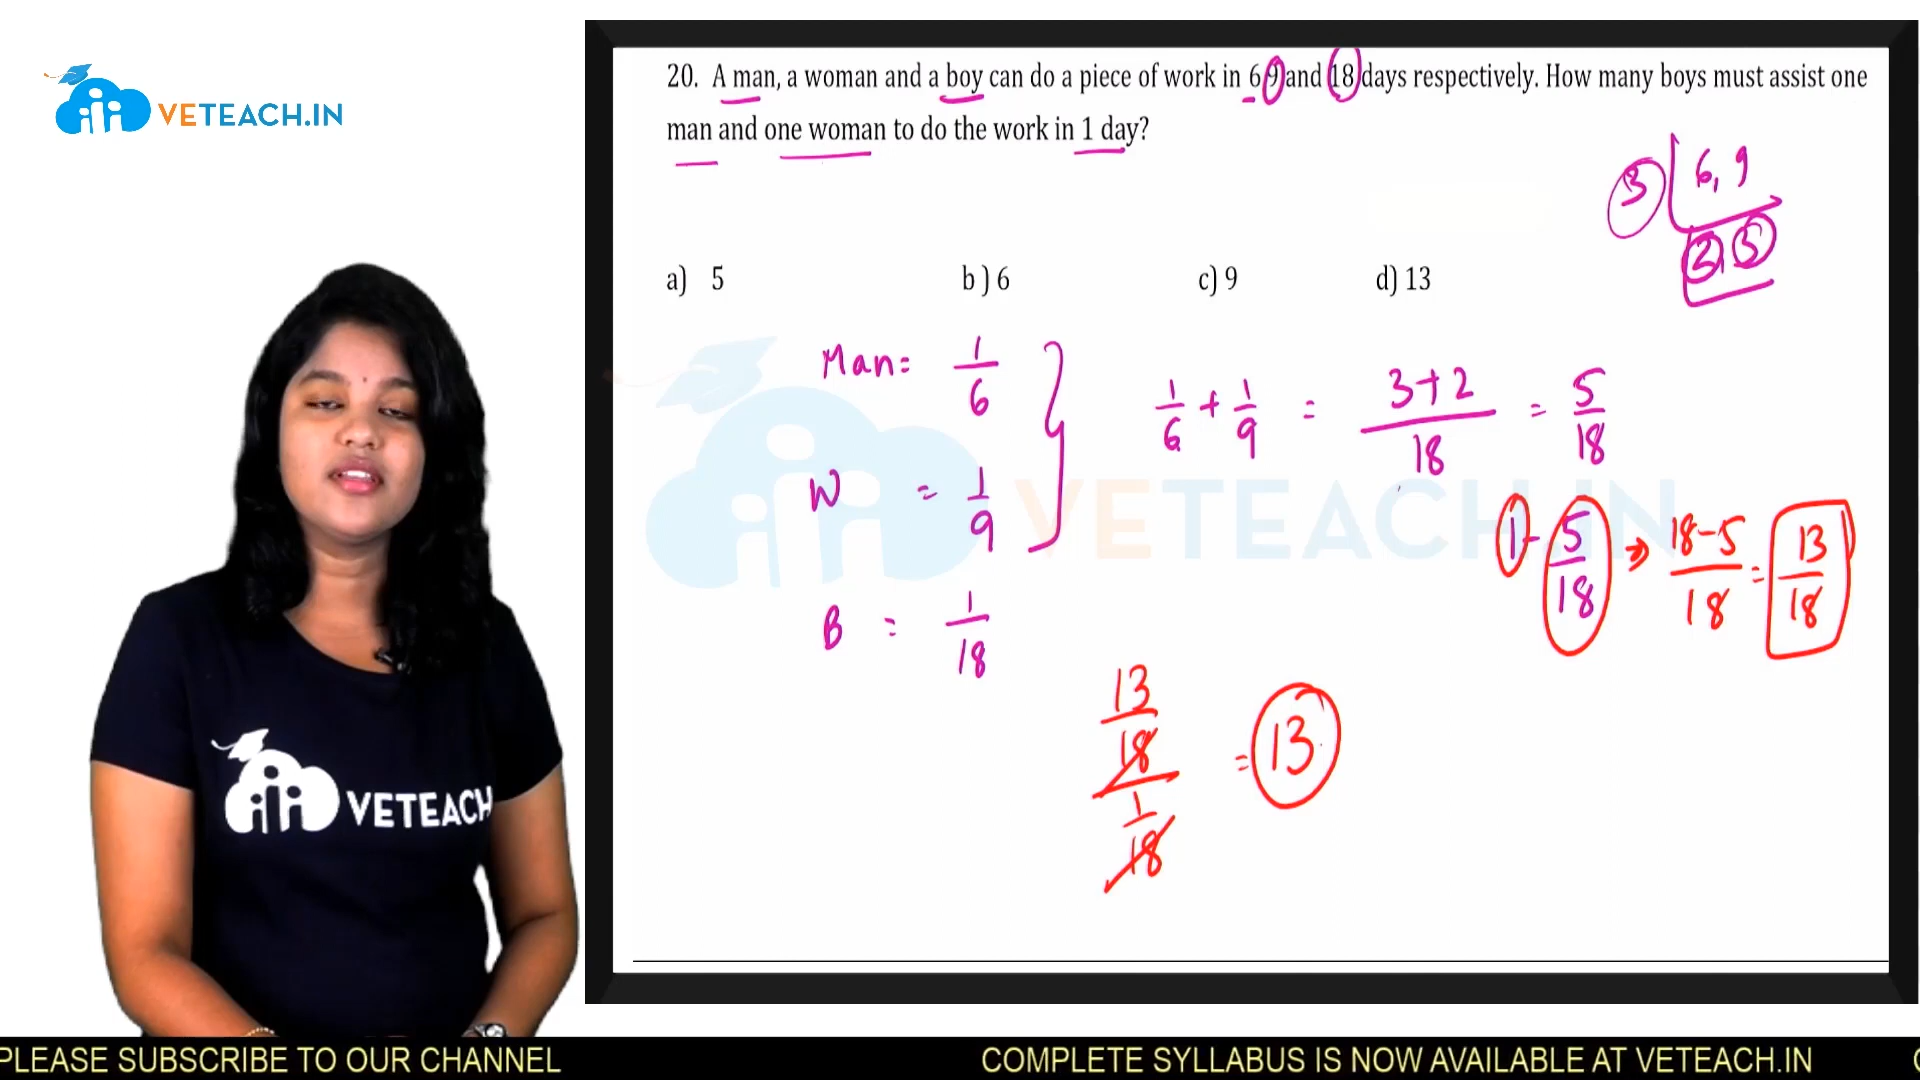 VETEACH.IN
20. A man, a woman and a boy can do a piece of work in 6 9 and 18 days respectively. How many boys must assist one
man and one woman to do the work in 1 day?
3 | 6, 9
2, 3
a) 5 b ) 6 c) 9 d) 13
Man = 1/6
1/6 + 1/9 = 3+2/18 = 5/18
W = 1/9
VETEACH.IN
1 - 5/18 ⇒ 18-5/18 = 13/18
B = 1/18
13/18 / 1/18 = 13
VETEACH
PLEASE SUBSCRIBE TO OUR CHANNEL COMPLETE SYLLABUS IS NOW AVAILABLE AT VETEACH.IN